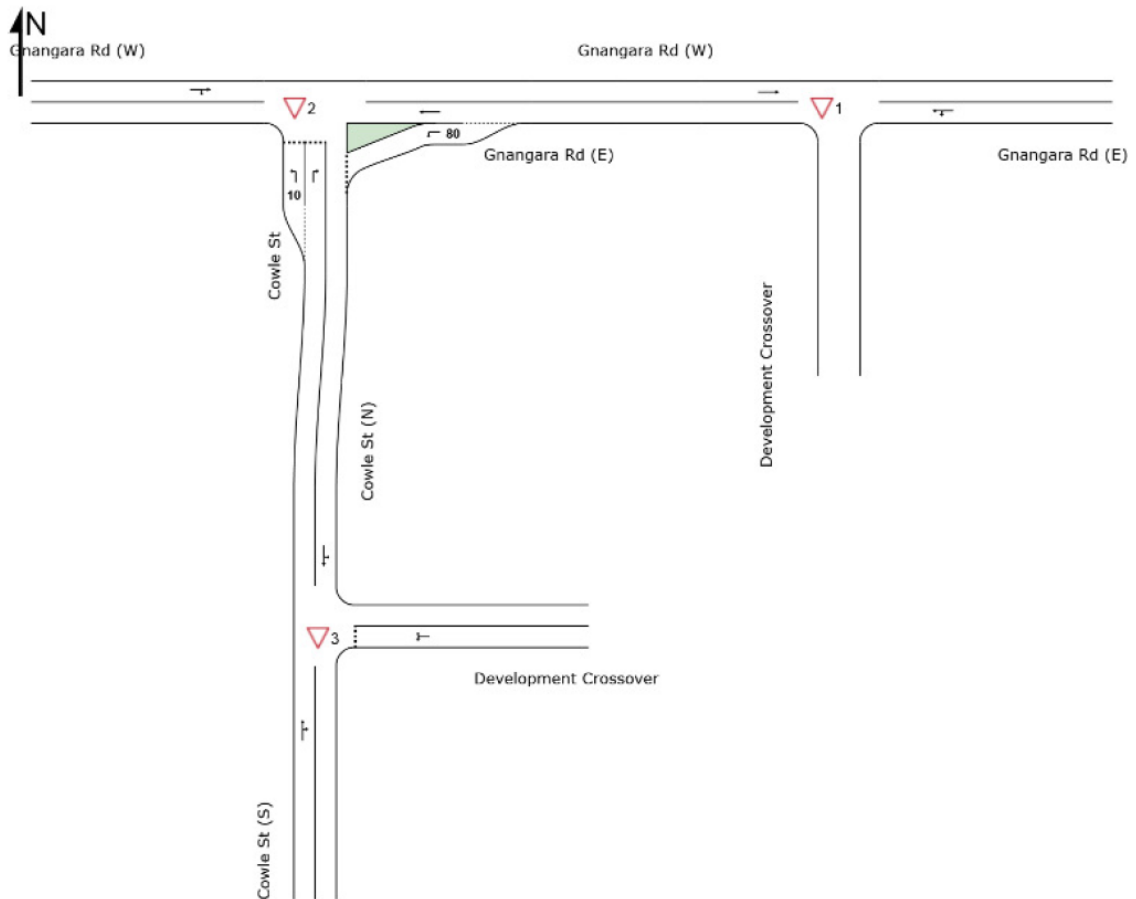 N
Gnangara Rd (W)
Gnangara Rd (W)
2
1
80
Gnangara Rd (E)
Gnangara Rd (E)
10
Cowle St
Development Crossover
Cowle St (N)
3
Development Crossover
Cowle St (S)